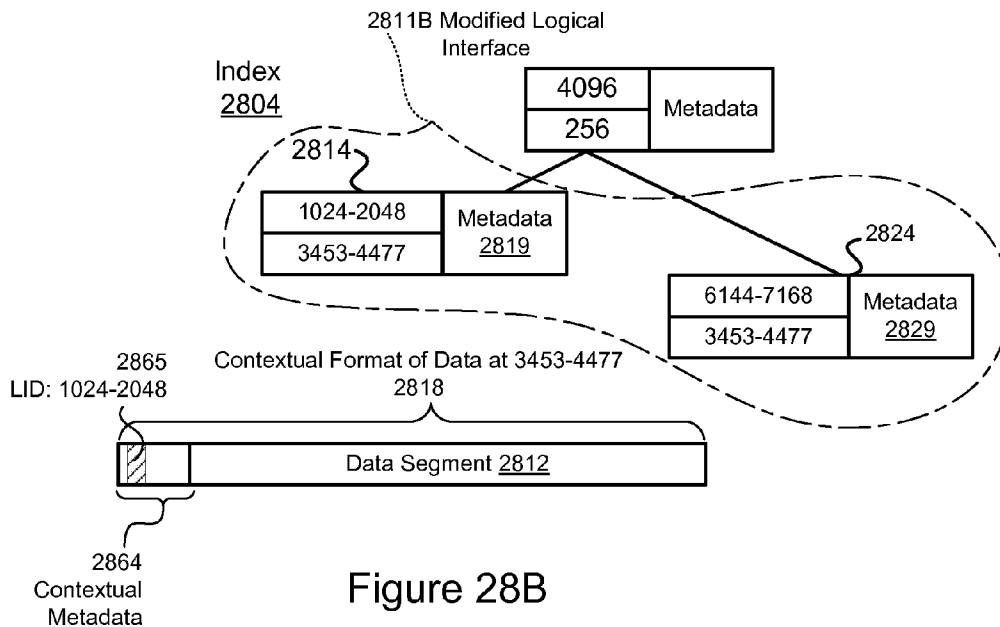 2811B Modified Logical
Interface
Index
2804
4096
256
Metadata
2814
1024-2048
3453-4477
Metadata
2819
2824
6144-7168
3453-4477
Metadata
2829
2865
LID: 1024-2048
Contextual Format of Data at 3453-4477
2818
Data Segment 2812
2864
Contextual
Metadata
Figure 28B